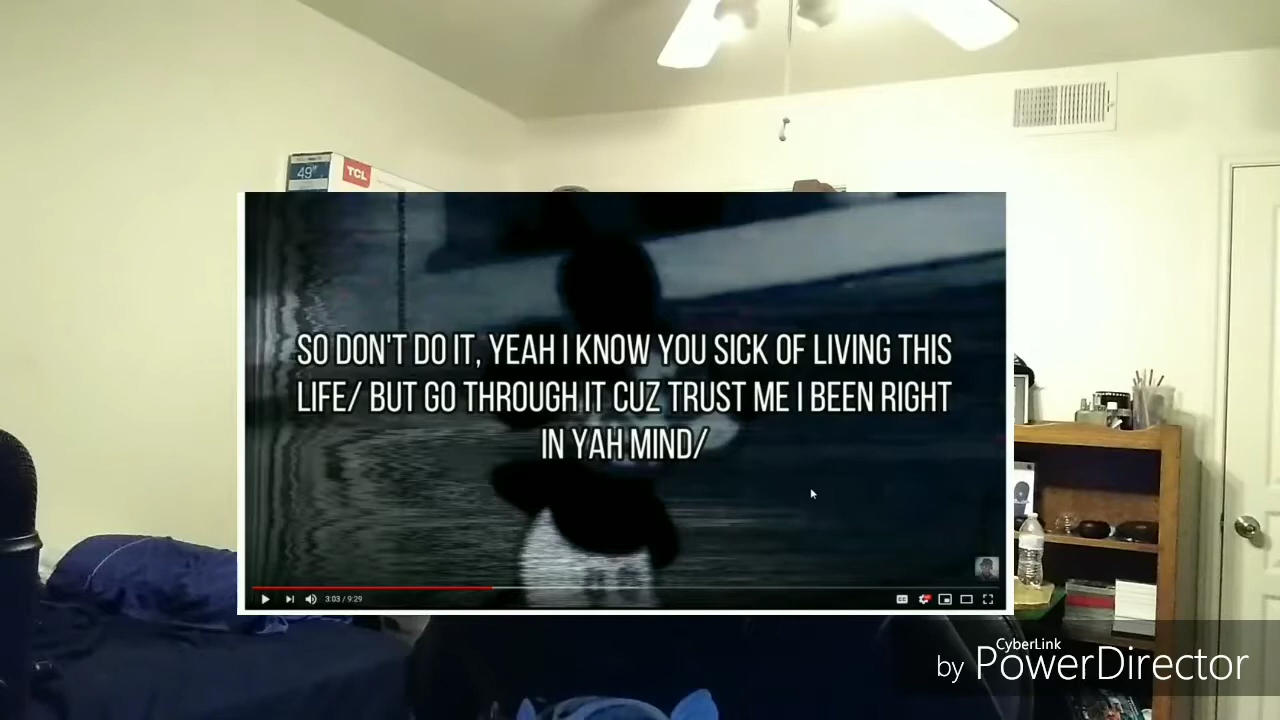 49"
TCL
SO DON'T DO IT, YEAH I KNOW YOU SICK OF LIVING THIS
LIFE/ BUT GO THROUGH IT CUZ TRUST ME I BEEN RIGHT
IN YAH MIND/
3:03 / 9:29
CC
CyberLink
by PowerDirector